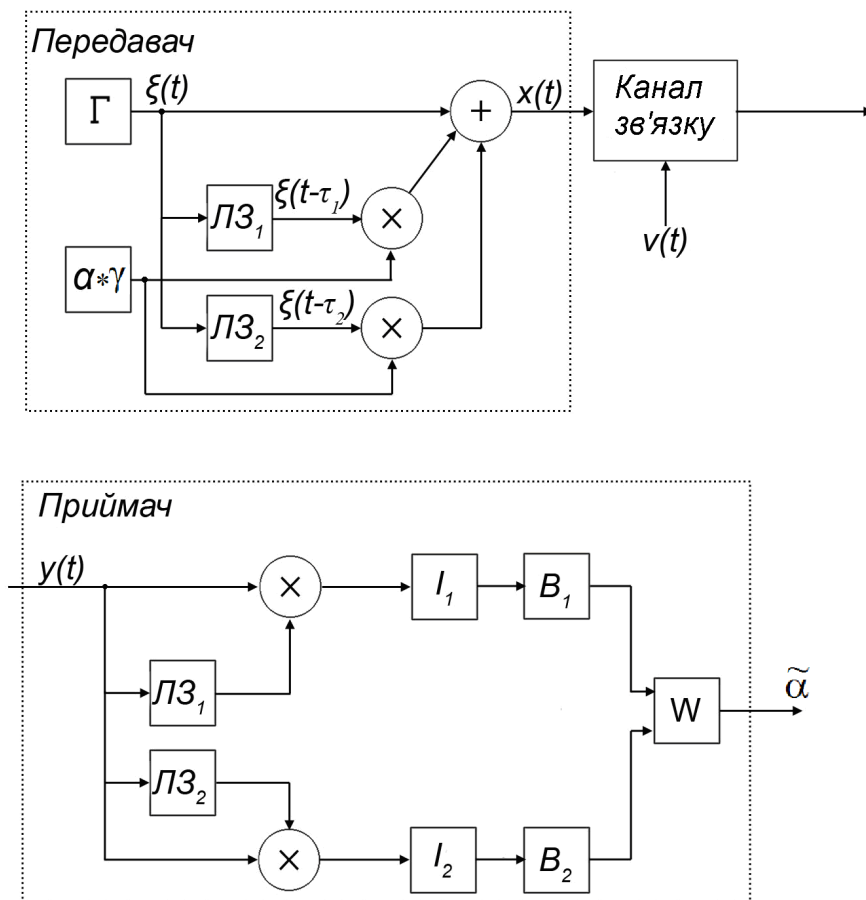 Передавач
ξ(t)
x(t)
Г
+
Канал
зв'язку
ЛЗ₁
ξ(t-τ₁)
×
v(t)
α*γ
ЛЗ₂
ξ(t-τ₂)
×
Приймач
y(t)
×
I₁
B₁
ЛЗ₁
W
α̃
ЛЗ₂
×
I₂
B₂